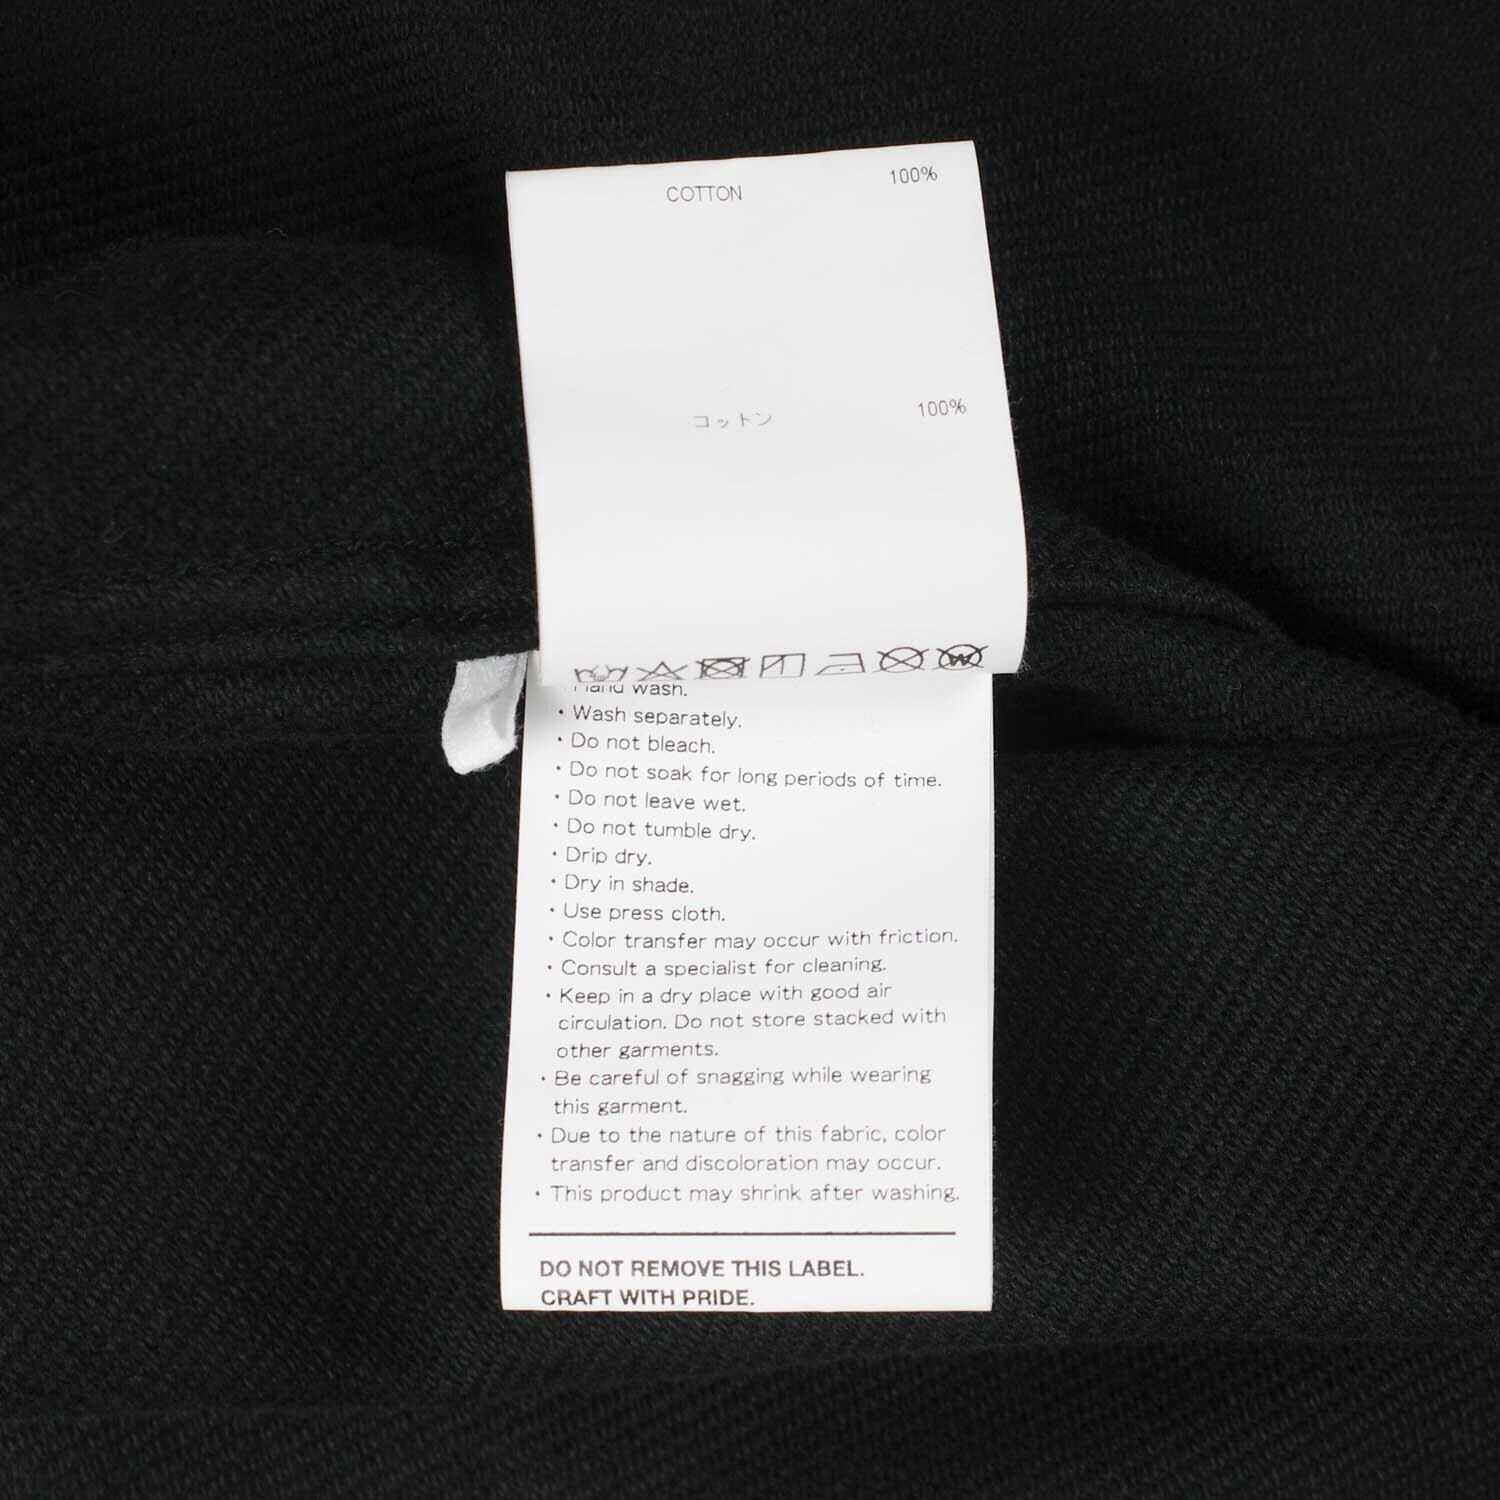 COTTON 100%
コットン 100%
Hand wash.
・Wash separately.
・Do not bleach.
・Do not soak for long periods of time.
・Do not leave wet.
・Do not tumble dry.
・Drip dry.
・Dry in shade.
・Use press cloth.
・Color transfer may occur with friction.
・Consult a specialist for cleaning.
・Keep in a dry place with good air
circulation. Do not store stacked with
other garments.
・Be careful of snagging while wearing
this garment.
・Due to the nature of this fabric, color
transfer and discoloration may occur.
・This product may shrink after washing.
DO NOT REMOVE THIS LABEL.
CRAFT WITH PRIDE.